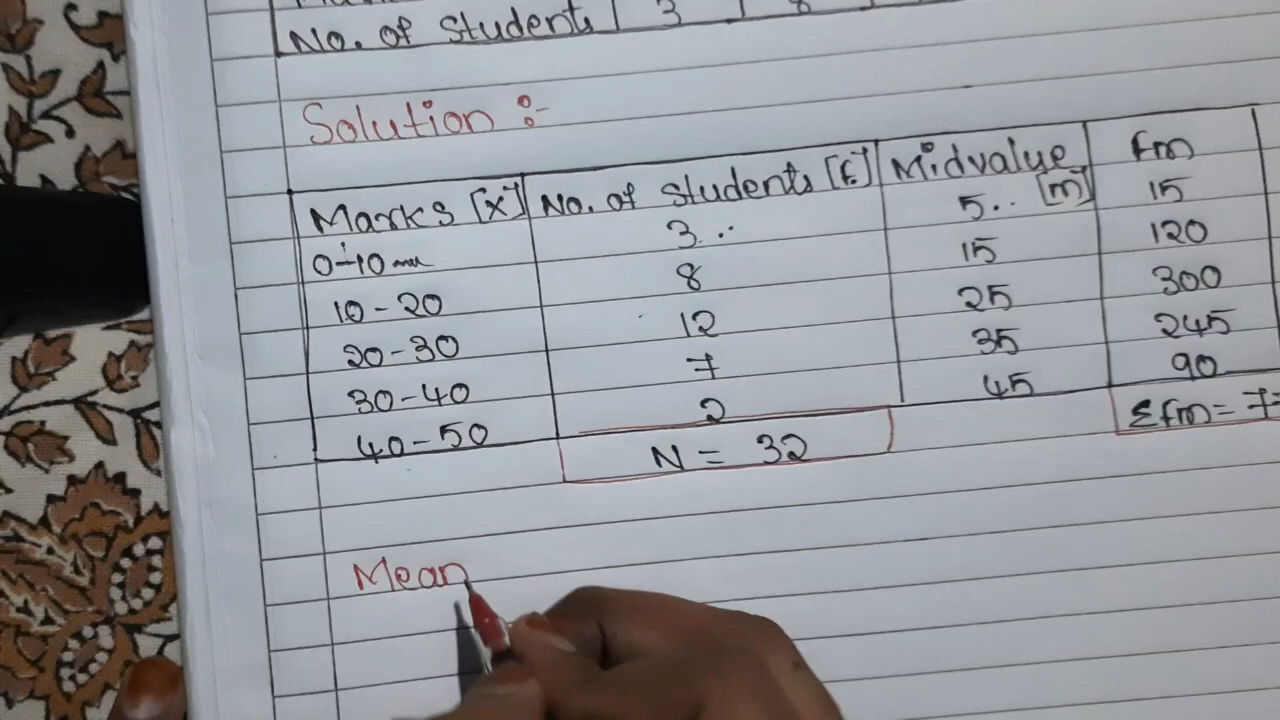 No. of Students 3 8
Solution :-
Marks [x] No. of students [f] Midvalue [m] fm
0-10 3 5 15
10-20 8 15 120
20-30 12 25 300
30-40 7 35 245
40-50 2 45 90
N = 32 Σfm = 77
Mean